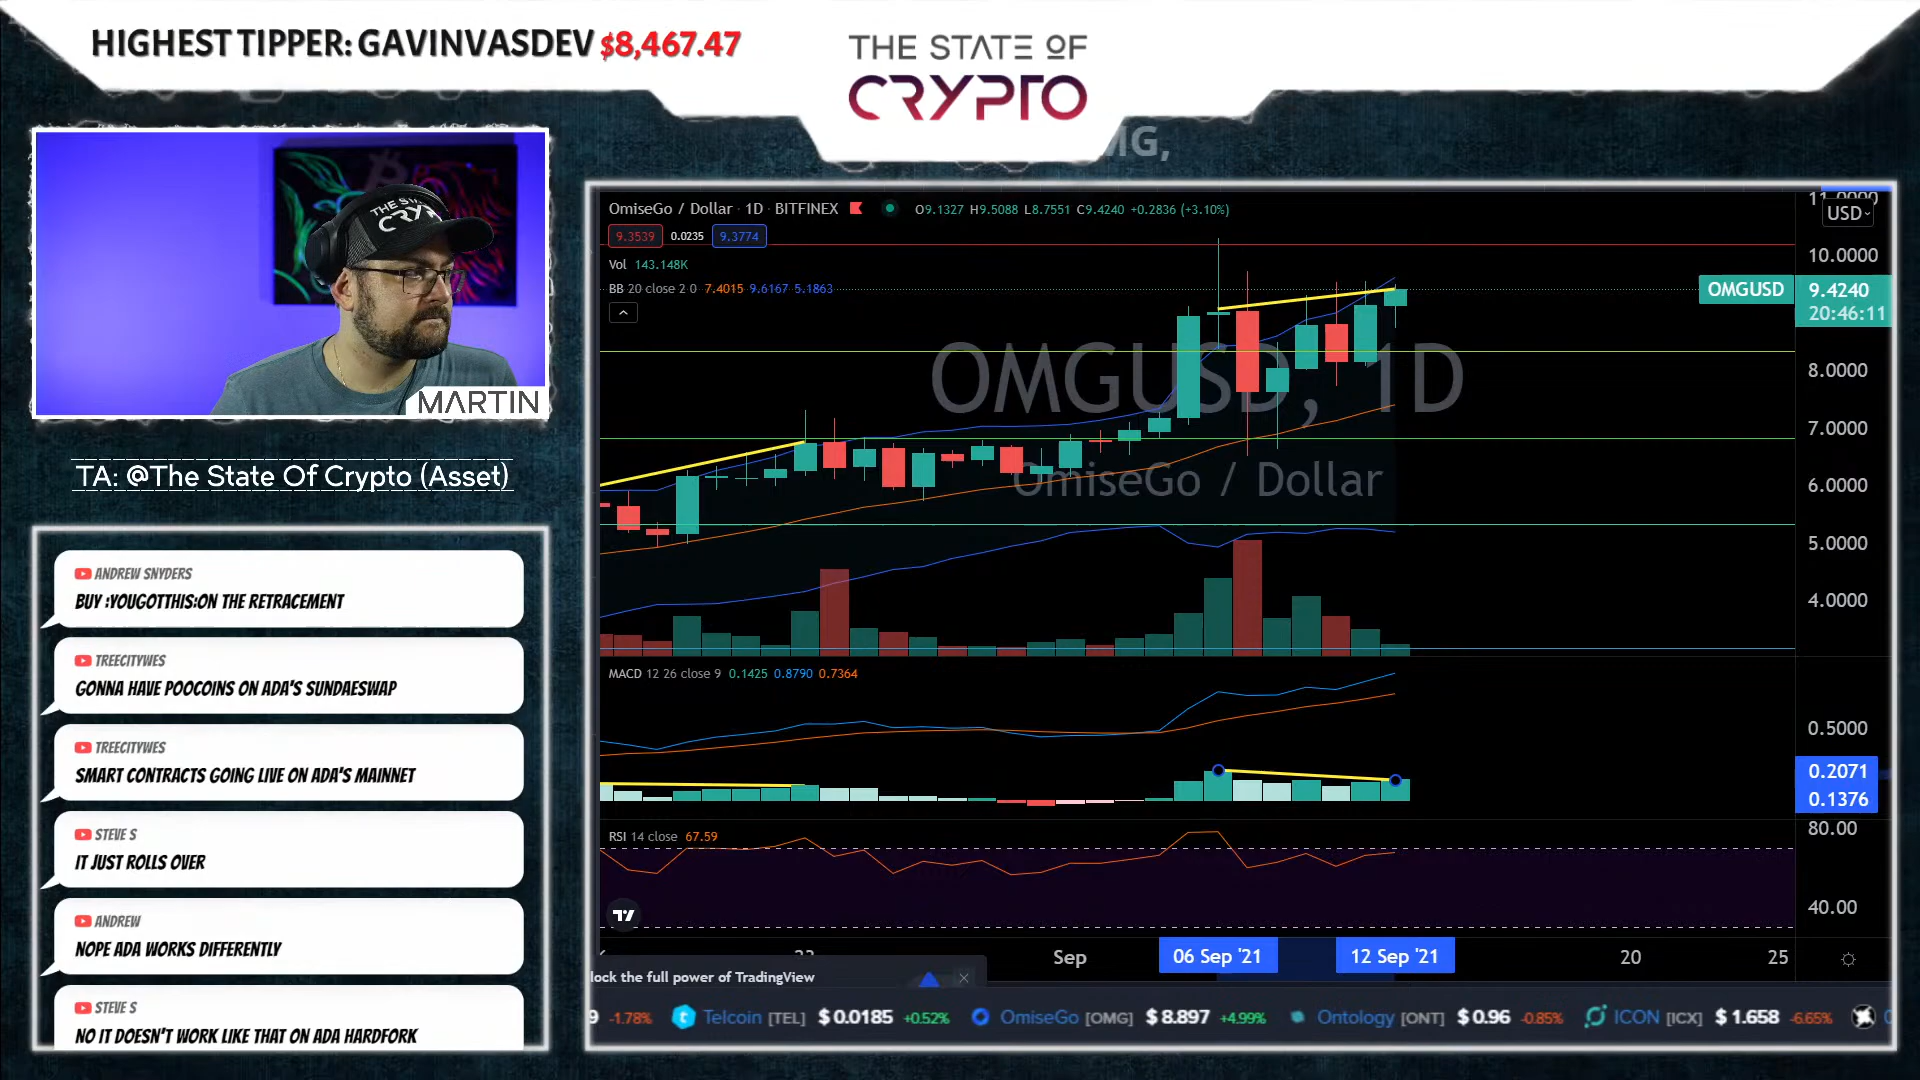 HIGHEST TIPPER: GAVINVASDEV $8,467.47
THE STATE OF
CRYPTO
MG,
MARTIN
TA: @The State Of Crypto (Asset)
ANDREW SNYDERS
BUY :YOUGOTTHIS:ON THE RETRACEMENT
TREECITYWES
GONNA HAVE POOCOINS ON ADA'S SUNDAESWAP
TREECITYWES
SMART CONTRACTS GOING LIVE ON ADA'S MAINNET
STEVE S
IT JUST ROLLS OVER
ANDREW
NOPE ADA WORKS DIFFERENTLY
STEVE S
NO IT DOESN'T WORK LIKE THAT ON ADA HARDFORK
OmiseGo / Dollar · 1D · BITFINEX O9.1327 H9.5088 L8.7551 C9.4240 +0.2836 (+3.10%)
9.3539 0.0235 9.3774
Vol 143.148K
BB 20 close 2 0 7.4015 9.6167 5.1863
OMGUSD, 1D
OmiseGo / Dollar
11.0000
USD
10.0000
OMGUSD 9.4240
20:46:11
8.0000
7.0000
6.0000
5.0000
4.0000
MACD 12 26 close 9 0.1425 0.8790 0.7364
0.5000
0.2071
0.1376
RSI 14 close 67.59
80.00
40.00
Sep 06 Sep '21 12 Sep '21 20 25
lock the full power of TradingView
9 -1.78% Telcoin [TEL] $ 0.0185 +0.52% OmiseGo [OMG] $ 8.897 +4.99% Ontology [ONT] $ 0.96 -0.85% ICON [ICX] $ 1.658 -6.65%